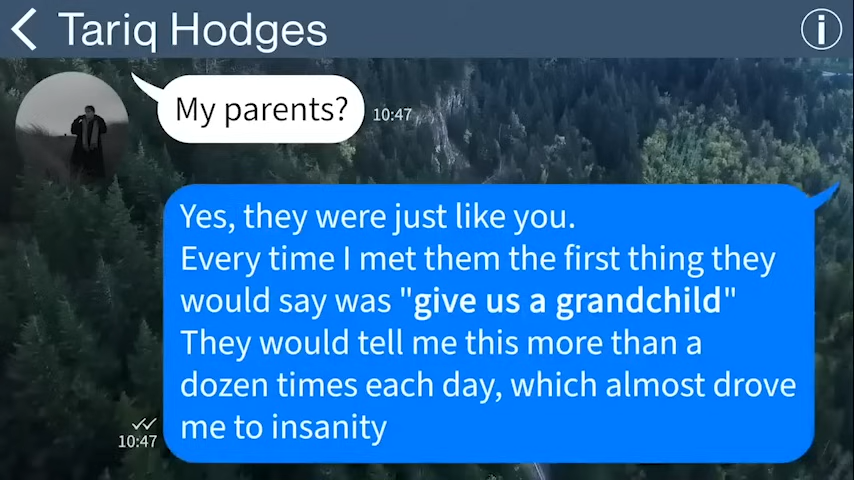 Tariq Hodges
My parents?
10:47
Yes, they were just like you.
Every time I met them the first thing they
would say was "give us a grandchild"
They would tell me this more than a
dozen times each day, which almost drove
me to insanity
10:47